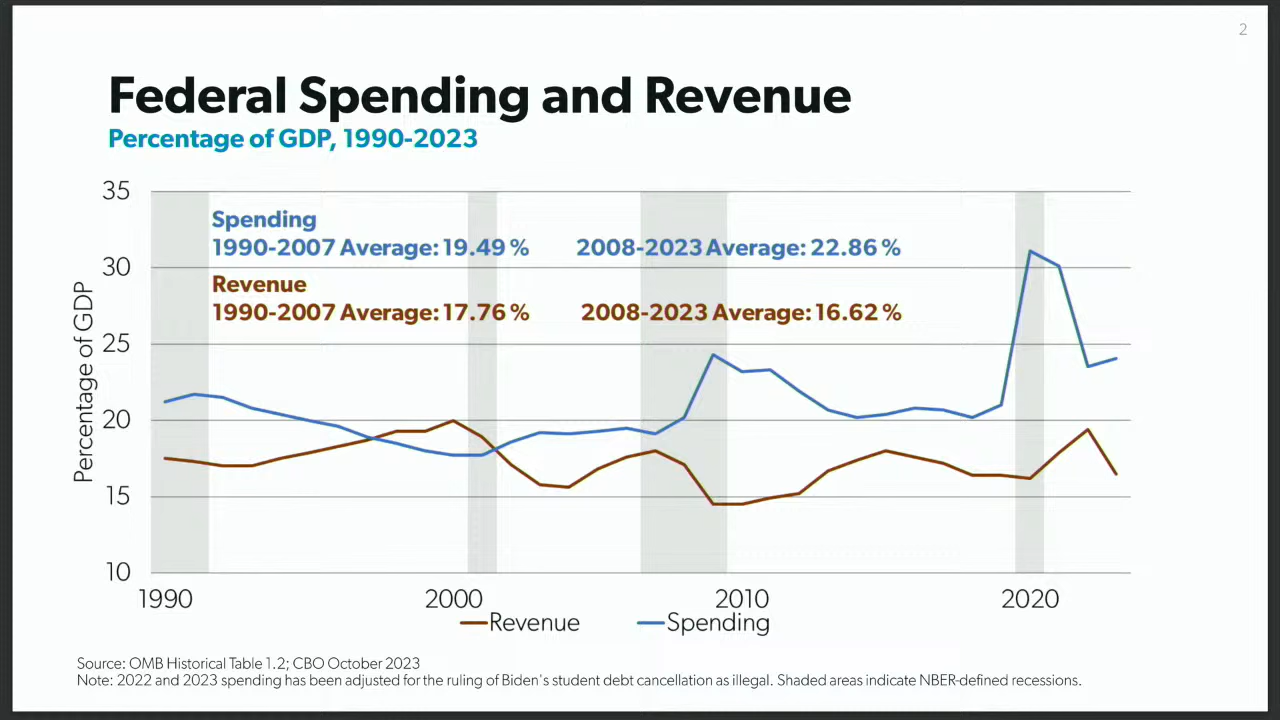 2
Federal Spending and Revenue
Percentage of GDP, 1990-2023
35
30
25
20
15
10
Percentage of GDP
Spending
1990-2007 Average: 19.49 % 2008-2023 Average: 22.86 %
Revenue
1990-2007 Average: 17.76 % 2008-2023 Average: 16.62 %
1990 2000 2010 2020
Revenue Spending
Source: OMB Historical Table 1.2; CBO October 2023
Note: 2022 and 2023 spending has been adjusted for the ruling of Biden's student debt cancellation as illegal. Shaded areas indicate NBER-defined recessions.